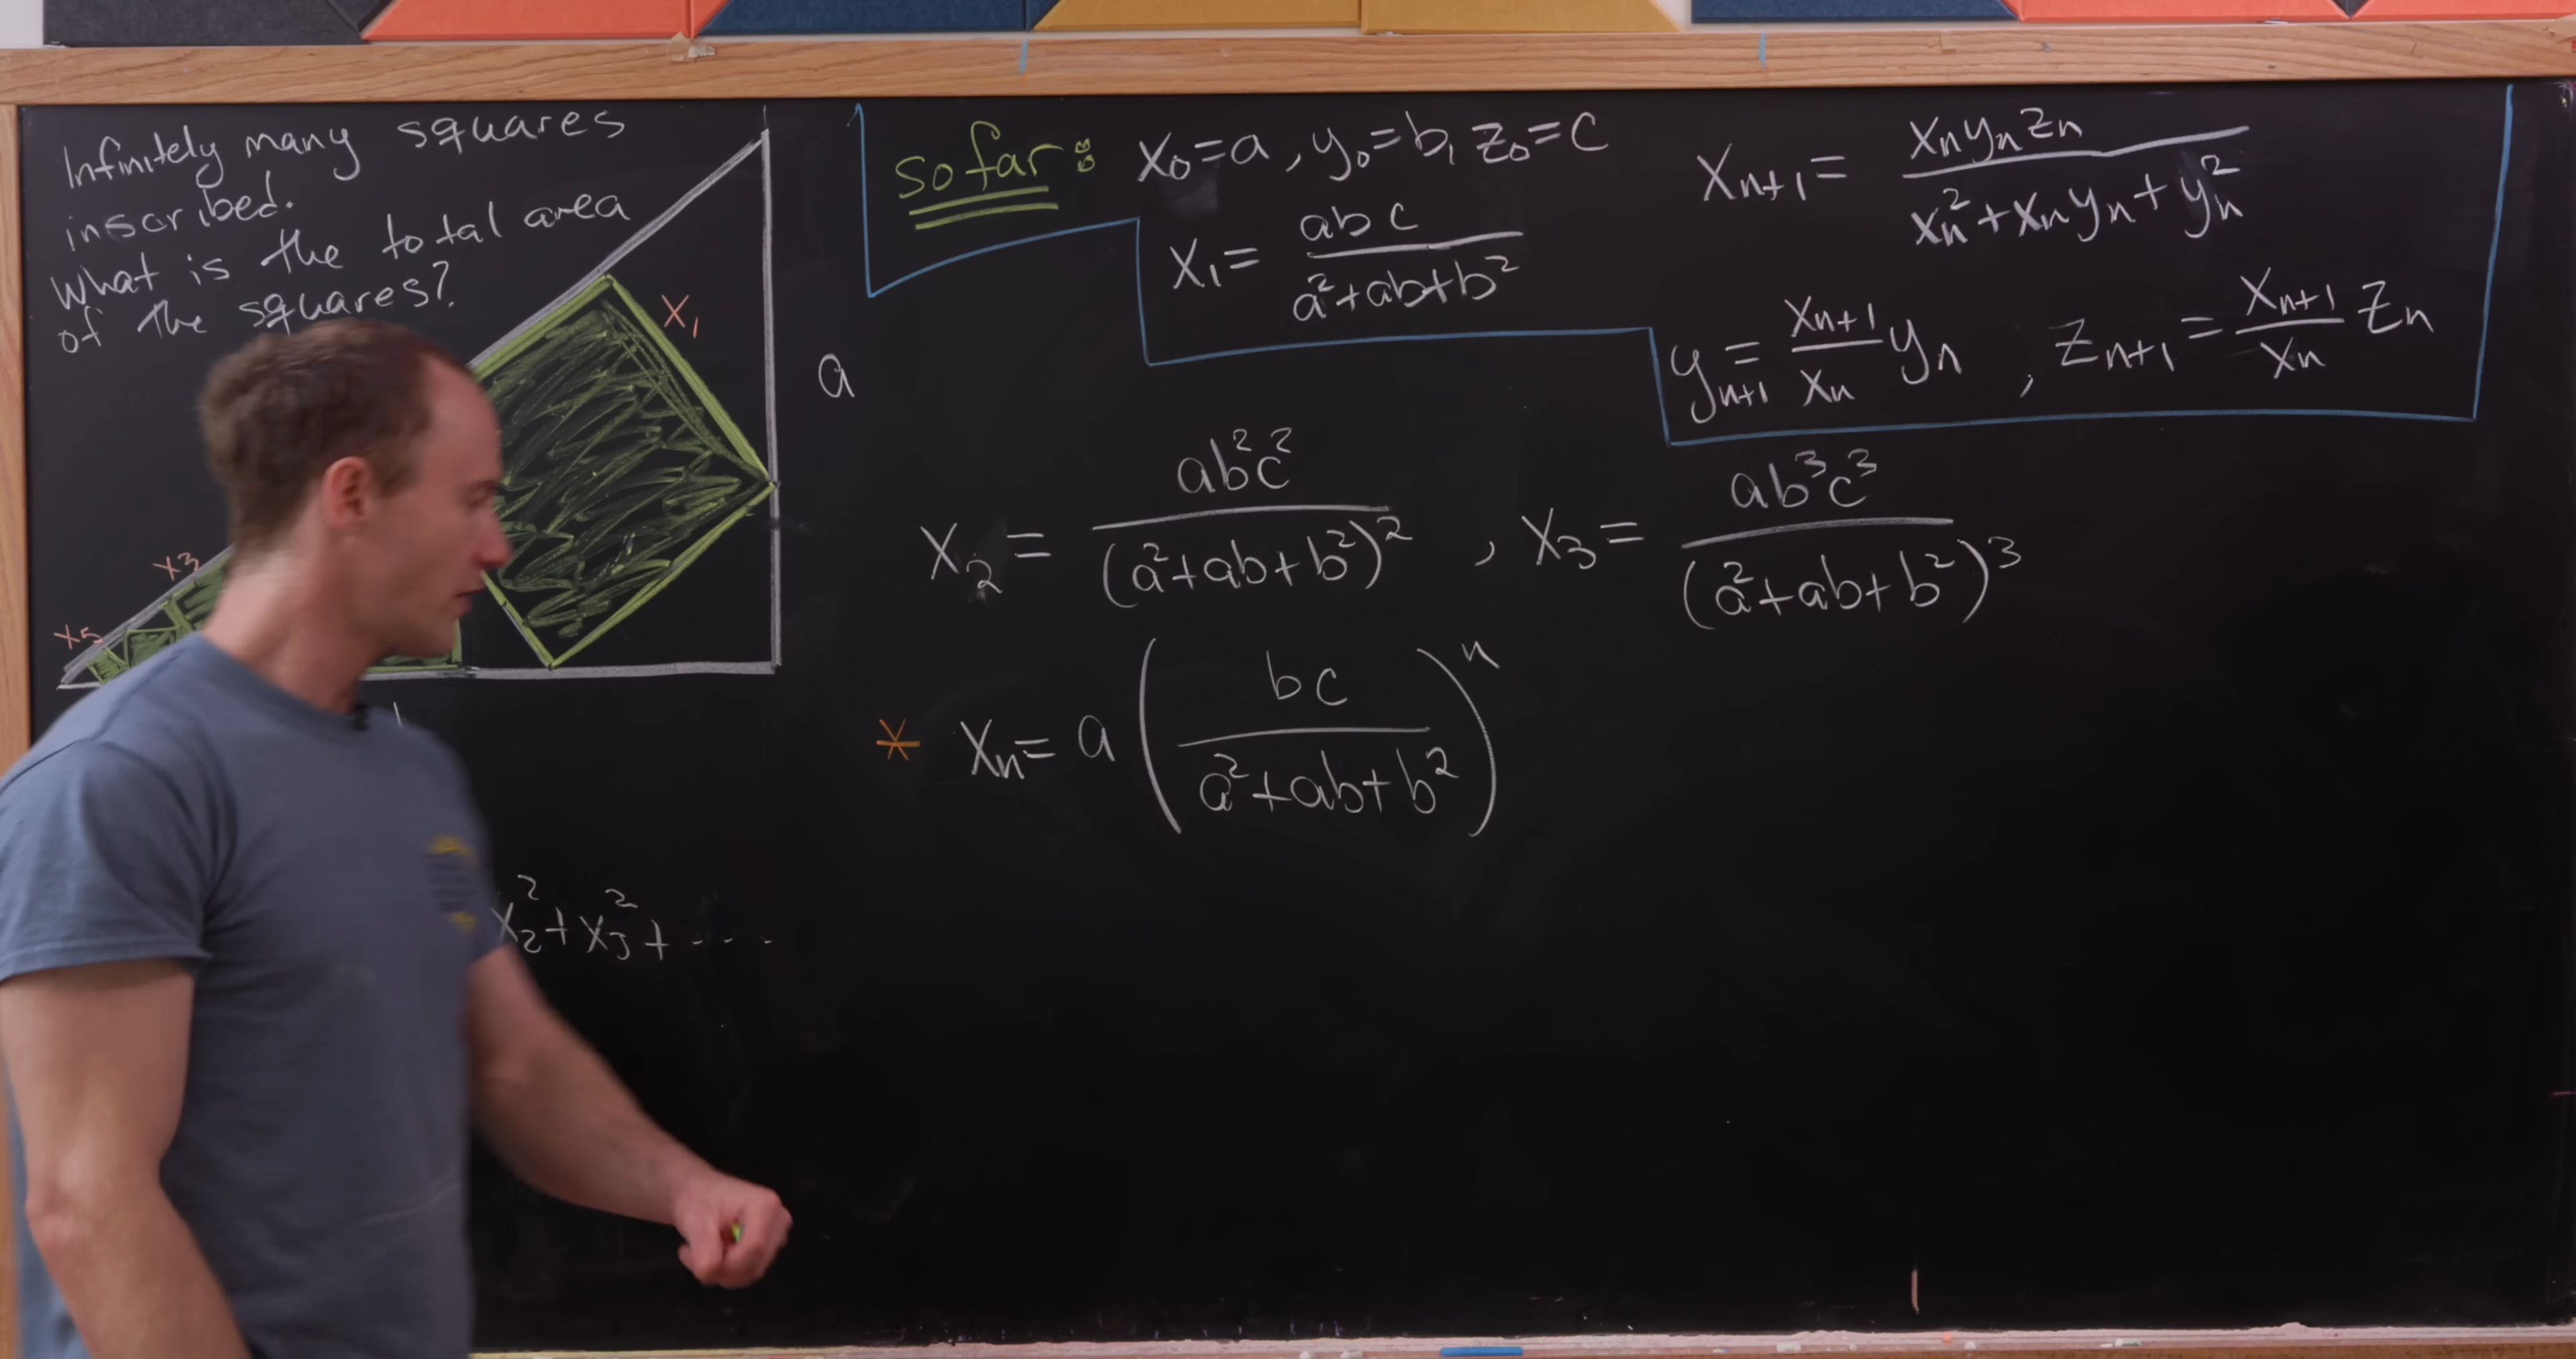 Infinitely many squares
inscribed.
What is the total area
of the squares?
x₁
a
x₃
x₅
x₂² + x₃² + ----
so far:
x₀=a, y₀=b, z₀=c
x₁= abc / (a²+ab+b²)
xₙ₊₁= xₙyₙzₙ / (xₙ²+xₙyₙ+yₙ²)
yₙ₊₁= (xₙ₊₁/xₙ) yₙ , zₙ₊₁= (xₙ₊₁/xₙ) zₙ
x₂= ab²c² / (a²+ab+b²)² , x₃= ab³c³ / (a²+ab+b²)³
* xₙ= a (bc / (a²+ab+b²))ⁿ